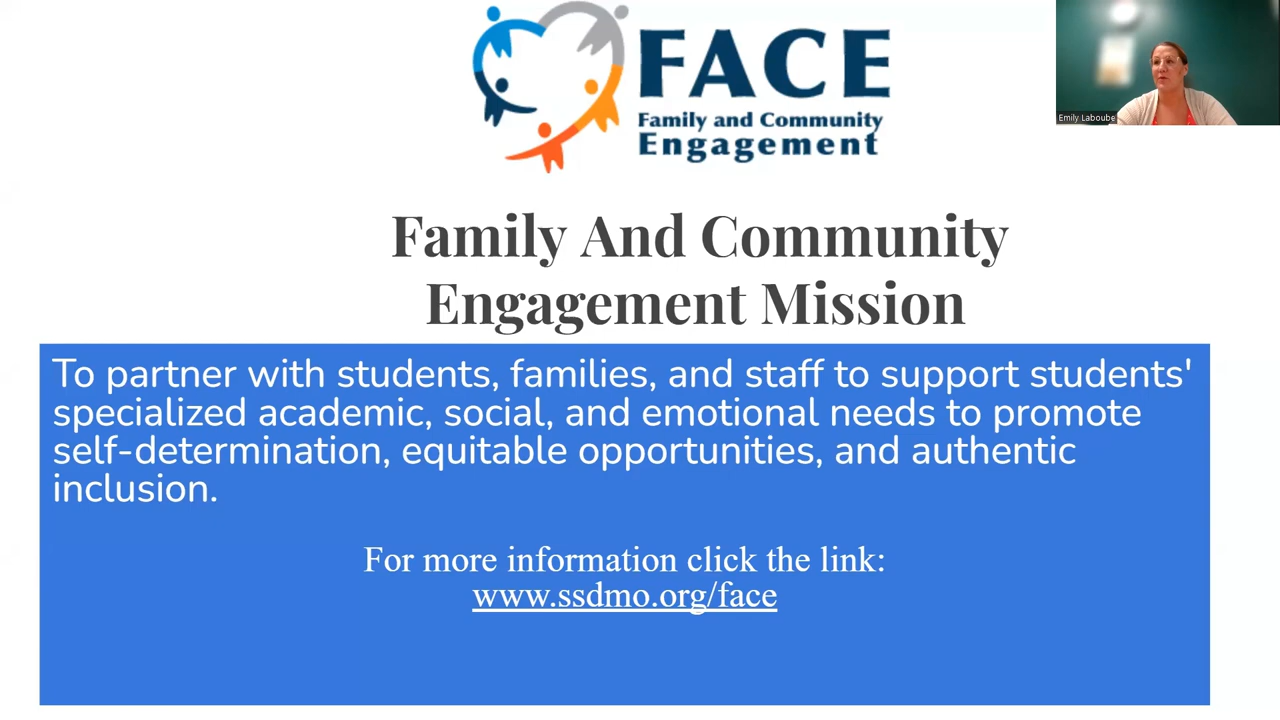 FACE
Family and Community
Engagement
Emily Laboube
Family And Community
Engagement Mission
To partner with students, families, and staff to support students'
specialized academic, social, and emotional needs to promote
self-determination, equitable opportunities, and authentic
inclusion.
For more information click the link:
www.ssdmo.org/face